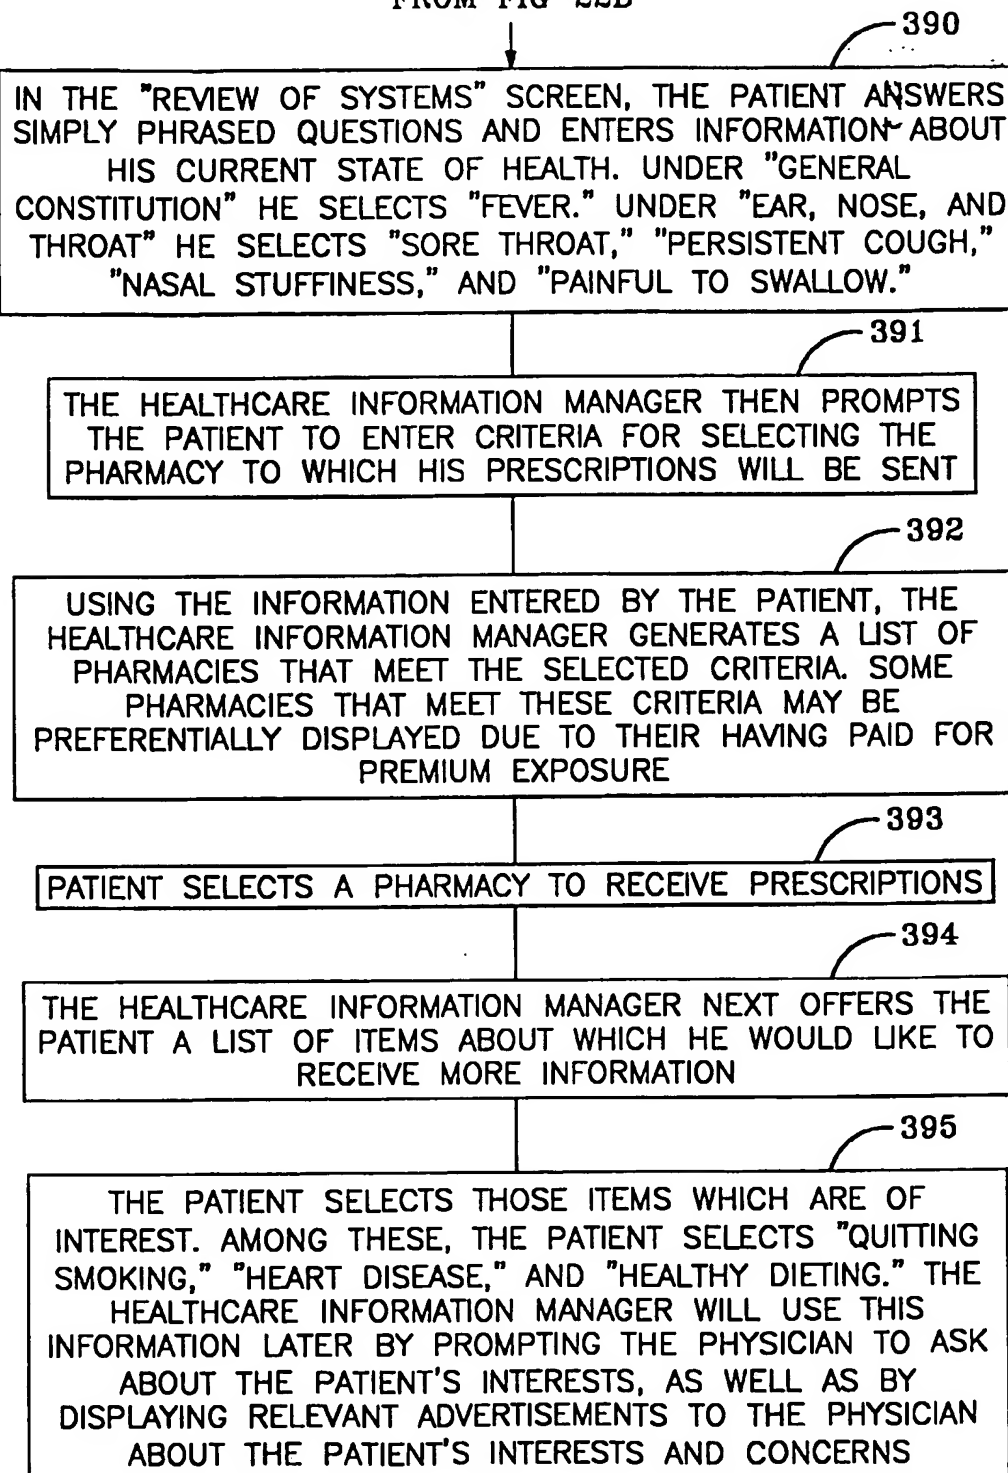 FROM FIG 22B
390
IN THE "REVIEW OF SYSTEMS" SCREEN, THE PATIENT ANSWERS
SIMPLY PHRASED QUESTIONS AND ENTERS INFORMATION ABOUT
HIS CURRENT STATE OF HEALTH. UNDER "GENERAL
CONSTITUTION" HE SELECTS "FEVER." UNDER "EAR, NOSE, AND
THROAT" HE SELECTS "SORE THROAT," "PERSISTENT COUGH,"
"NASAL STUFFINESS," AND "PAINFUL TO SWALLOW."
391
THE HEALTHCARE INFORMATION MANAGER THEN PROMPTS
THE PATIENT TO ENTER CRITERIA FOR SELECTING THE
PHARMACY TO WHICH HIS PRESCRIPTIONS WILL BE SENT
392
USING THE INFORMATION ENTERED BY THE PATIENT, THE
HEALTHCARE INFORMATION MANAGER GENERATES A LIST OF
PHARMACIES THAT MEET THE SELECTED CRITERIA. SOME
PHARMACIES THAT MEET THESE CRITERIA MAY BE
PREFERENTIALLY DISPLAYED DUE TO THEIR HAVING PAID FOR
PREMIUM EXPOSURE
393
PATIENT SELECTS A PHARMACY TO RECEIVE PRESCRIPTIONS
394
THE HEALTHCARE INFORMATION MANAGER NEXT OFFERS THE
PATIENT A LIST OF ITEMS ABOUT WHICH HE WOULD LIKE TO
RECEIVE MORE INFORMATION
395
THE PATIENT SELECTS THOSE ITEMS WHICH ARE OF
INTEREST. AMONG THESE, THE PATIENT SELECTS "QUITTING
SMOKING," "HEART DISEASE," AND "HEALTHY DIETING." THE
HEALTHCARE INFORMATION MANAGER WILL USE THIS
INFORMATION LATER BY PROMPTING THE PHYSICIAN TO ASK
ABOUT THE PATIENT'S INTERESTS, AS WELL AS BY
DISPLAYING RELEVANT ADVERTISEMENTS TO THE PHYSICIAN
ABOUT THE PATIENT'S INTERESTS AND CONCERNS